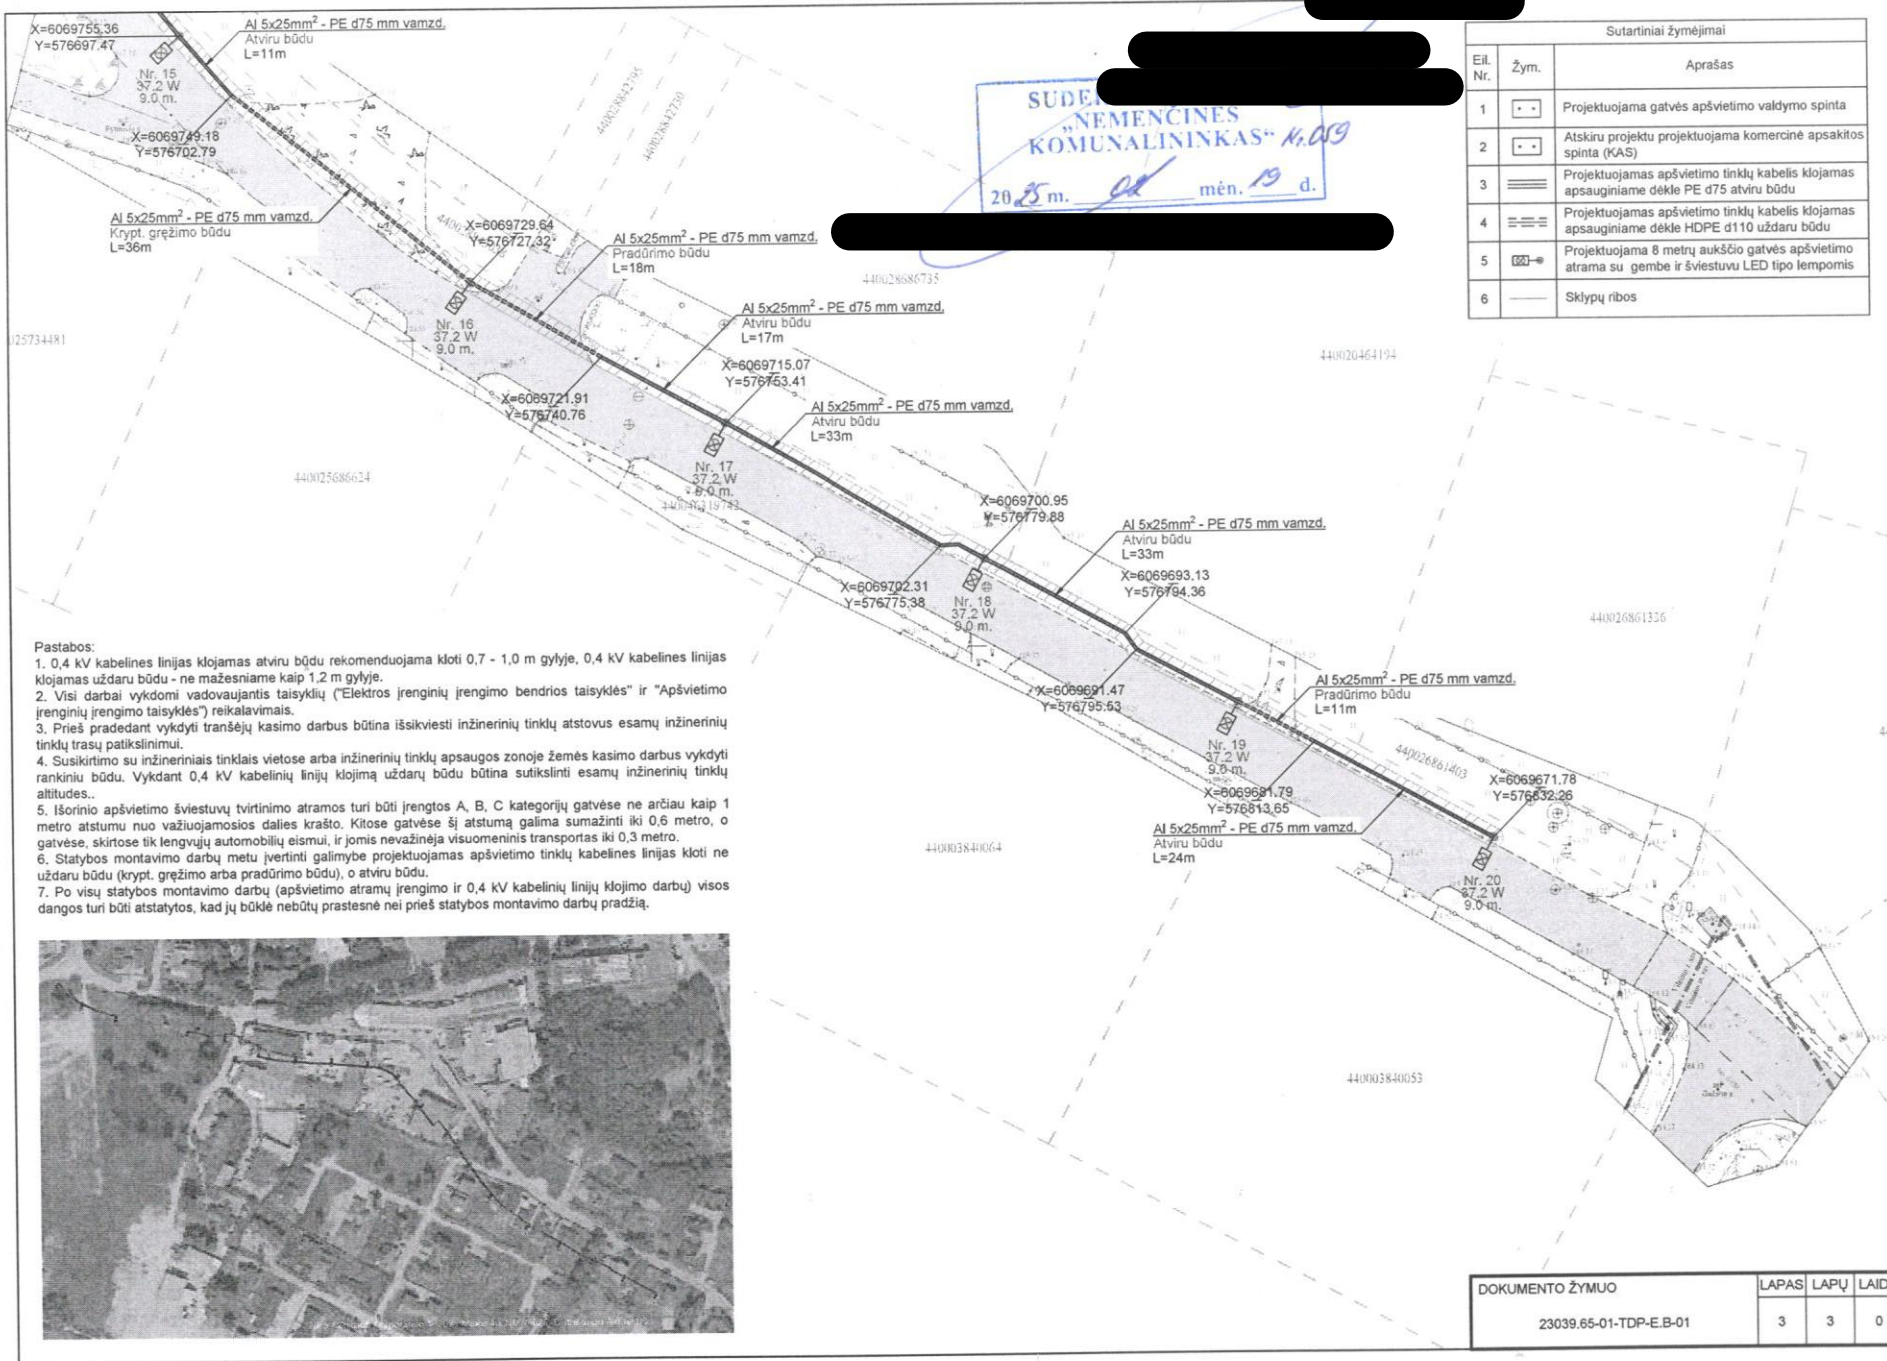 X=6069755.36
Y=576697.47
Al 5x25mm² - PE d75 mm vamzd.
Atviru būdu
L=11m
Nr. 15
37.2 W
9.0 m.
X=6069749.18
Y=576702.79
Al 5x25mm² - PE d75 mm vamzd.
Krypt. gręžimo būdu
L=36m
X=6069729.64
Y=576727.32
Al 5x25mm² - PE d75 mm vamzd.
Pradūrimo būdu
L=18m
Nr. 16
37.2 W
9.0 m.
Al 5x25mm² - PE d75 mm vamzd.
Atviru būdu
L=17m
X=6069715.07
Y=576753.41
X=6069721.91
Y=576740.76
Al 5x25mm² - PE d75 mm vamzd.
Atviru būdu
L=33m
Nr. 17
37.2 W
9.0 m.
X=6069700.95
Y=576779.88
Al 5x25mm² - PE d75 mm vamzd.
Atviru būdu
L=33m
X=6069702.31
Y=576775.38
Nr. 18
37.2 W
9.0 m.
X=6069693.13
Y=576794.36
X=6069691.47
Y=576795.53
Al 5x25mm² - PE d75 mm vamzd.
Pradūrimo būdu
L=11m
Nr. 19
37.2 W
9.0 m.
X=6069681.79
Y=576813.65
Al 5x25mm² - PE d75 mm vamzd.
Atviru būdu
L=24m
X=6069671.78
Y=576832.26
Nr. 20
37.2 W
9.0 m.
440028842795
440028842730
440028686735
440020464194
025734481
440025686624
440026861326
440026861403
440003840064
440003840053
SUDE
„NEMENČINĖS
KOMUNALININKAS“ Nr. 059
2025 m. 02 mėn. 19 d.
Sutartiniai žymėjimai
Eil. Nr. Žym. Aprašas
1 Projektuojama gatvės apšvietimo valdymo spinta
2 Atskiru projektu projektuojama komercinė apsakitos
spinta (KAS)
3 Projektuojamas apšvietimo tinklų kabelis klojamas
apsauginiame dėkle PE d75 atviru būdu
4 Projektuojamas apšvietimo tinklų kabelis klojamas
apsauginiame dėkle HDPE d110 uždaru būdu
5 Projektuojama 8 metrų aukščio gatvės apšvietimo
atrama su gembe ir šviestuvu LED tipo lempomis
6 Sklypų ribos
Pastabos:
1. 0,4 kV kabelines linijas klojamas atviru būdu rekomenduojama kloti 0,7 - 1,0 m gylyje, 0,4 kV kabelines linijas
klojamas uždaru būdu - ne mažesniame kaip 1,2 m gylyje.
2. Visi darbai vykdomi vadovaujantis taisyklių ("Elektros įrenginių įrengimo bendrios taisyklės" ir "Apšvietimo
įrenginių įrengimo taisyklės") reikalavimais.
3. Prieš pradedant vykdyti tranšėjų kasimo darbus būtina išsikviesti inžinerinių tinklų atstovus esamų inžinerinių
tinklų trasų patikslinimui.
4. Susikirtimo su inžineriniais tinklais vietose arba inžinerinių tinklų apsaugos zonoje žemės kasimo darbus vykdyti
rankiniu būdu. Vykdant 0,4 kV kabelinių linijų klojimą uždarų būdu būtina sutikslinti esamų inžinerinių tinklų
altitudes..
5. Išorinio apšvietimo šviestuvų tvirtinimo atramos turi būti įrengtos A, B, C kategorijų gatvėse ne arčiau kaip 1
metro atstumu nuo važiuojamosios dalies krašto. Kitose gatvėse šį atstumą galima sumažinti iki 0,6 metro, o
gatvėse, skirtose tik lengvųjų automobilių eismui, ir jomis nevažinėja visuomeninis transportas iki 0,3 metro.
6. Statybos montavimo darbų metu įvertinti galimybe projektuojamas apšvietimo tinklų kabelines linijas kloti ne
uždaru būdu (krypt. gręžimo arba pradūrimo būdu), o atviru būdu.
7. Po visų statybos montavimo darbų (apšvietimo atramų įrengimo ir 0,4 kV kabelinių linijų klojimo darbų) visos
dangos turi būti atstatytos, kad jų būklė nebūtų prastesnė nei prieš statybos montavimo darbų pradžią.
DOKUMENTO ŽYMUO LAPAS LAPŲ LAID
23039.65-01-TDP-E.B-01 3 3 0